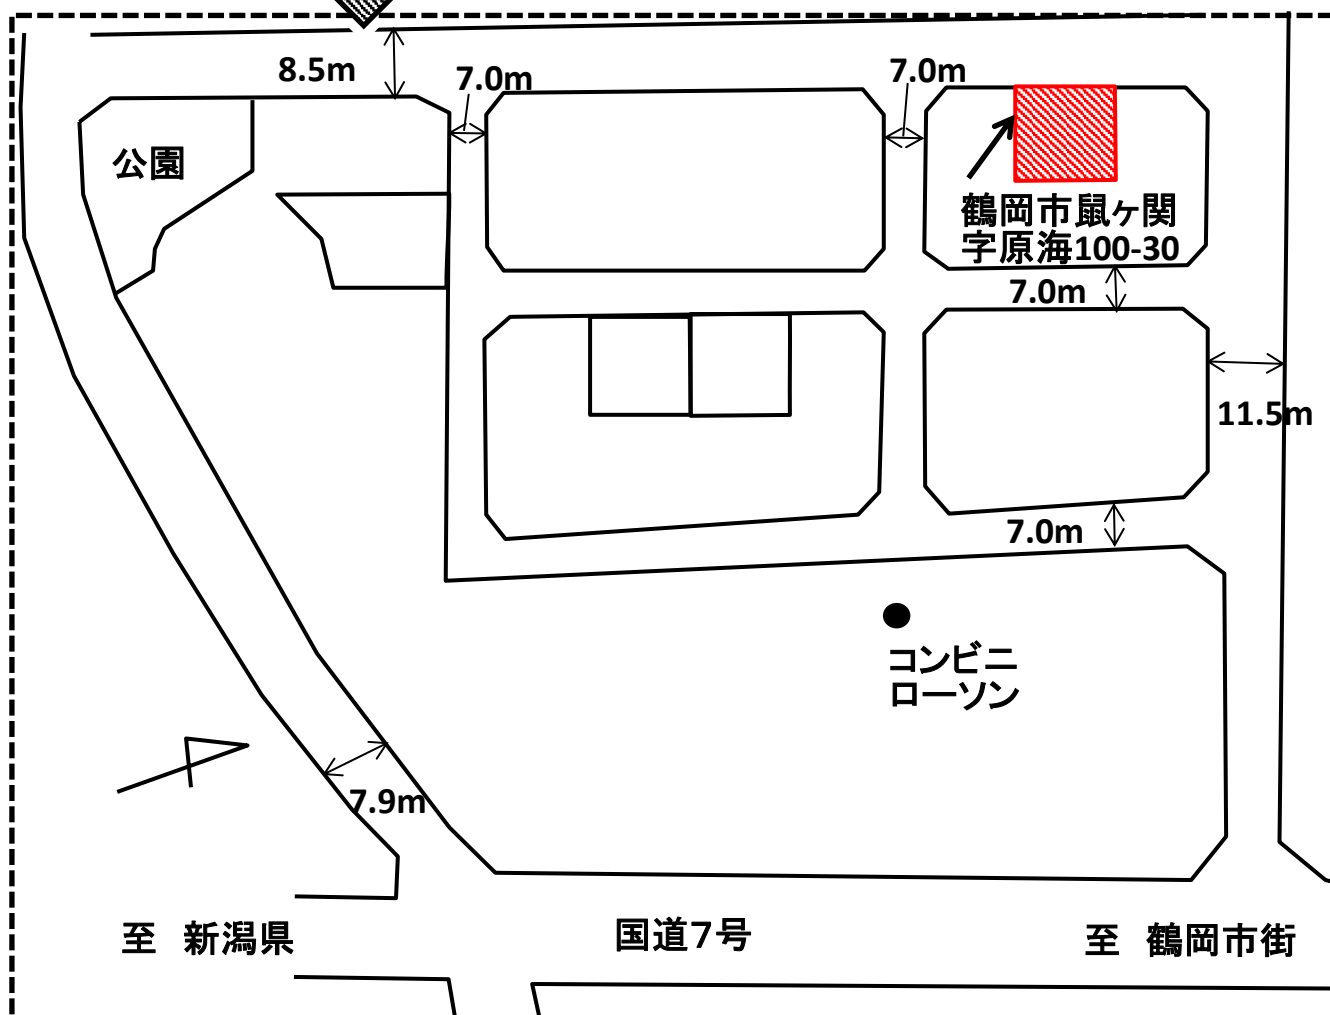 8.5m
7.0m
7.0m
公園
鶴岡市鼠ヶ関
字原海100-30
7.0m
11.5m
7.0m
コンビニ
ローソン
7.9m
至 新潟県
国道7号
至 鶴岡市街